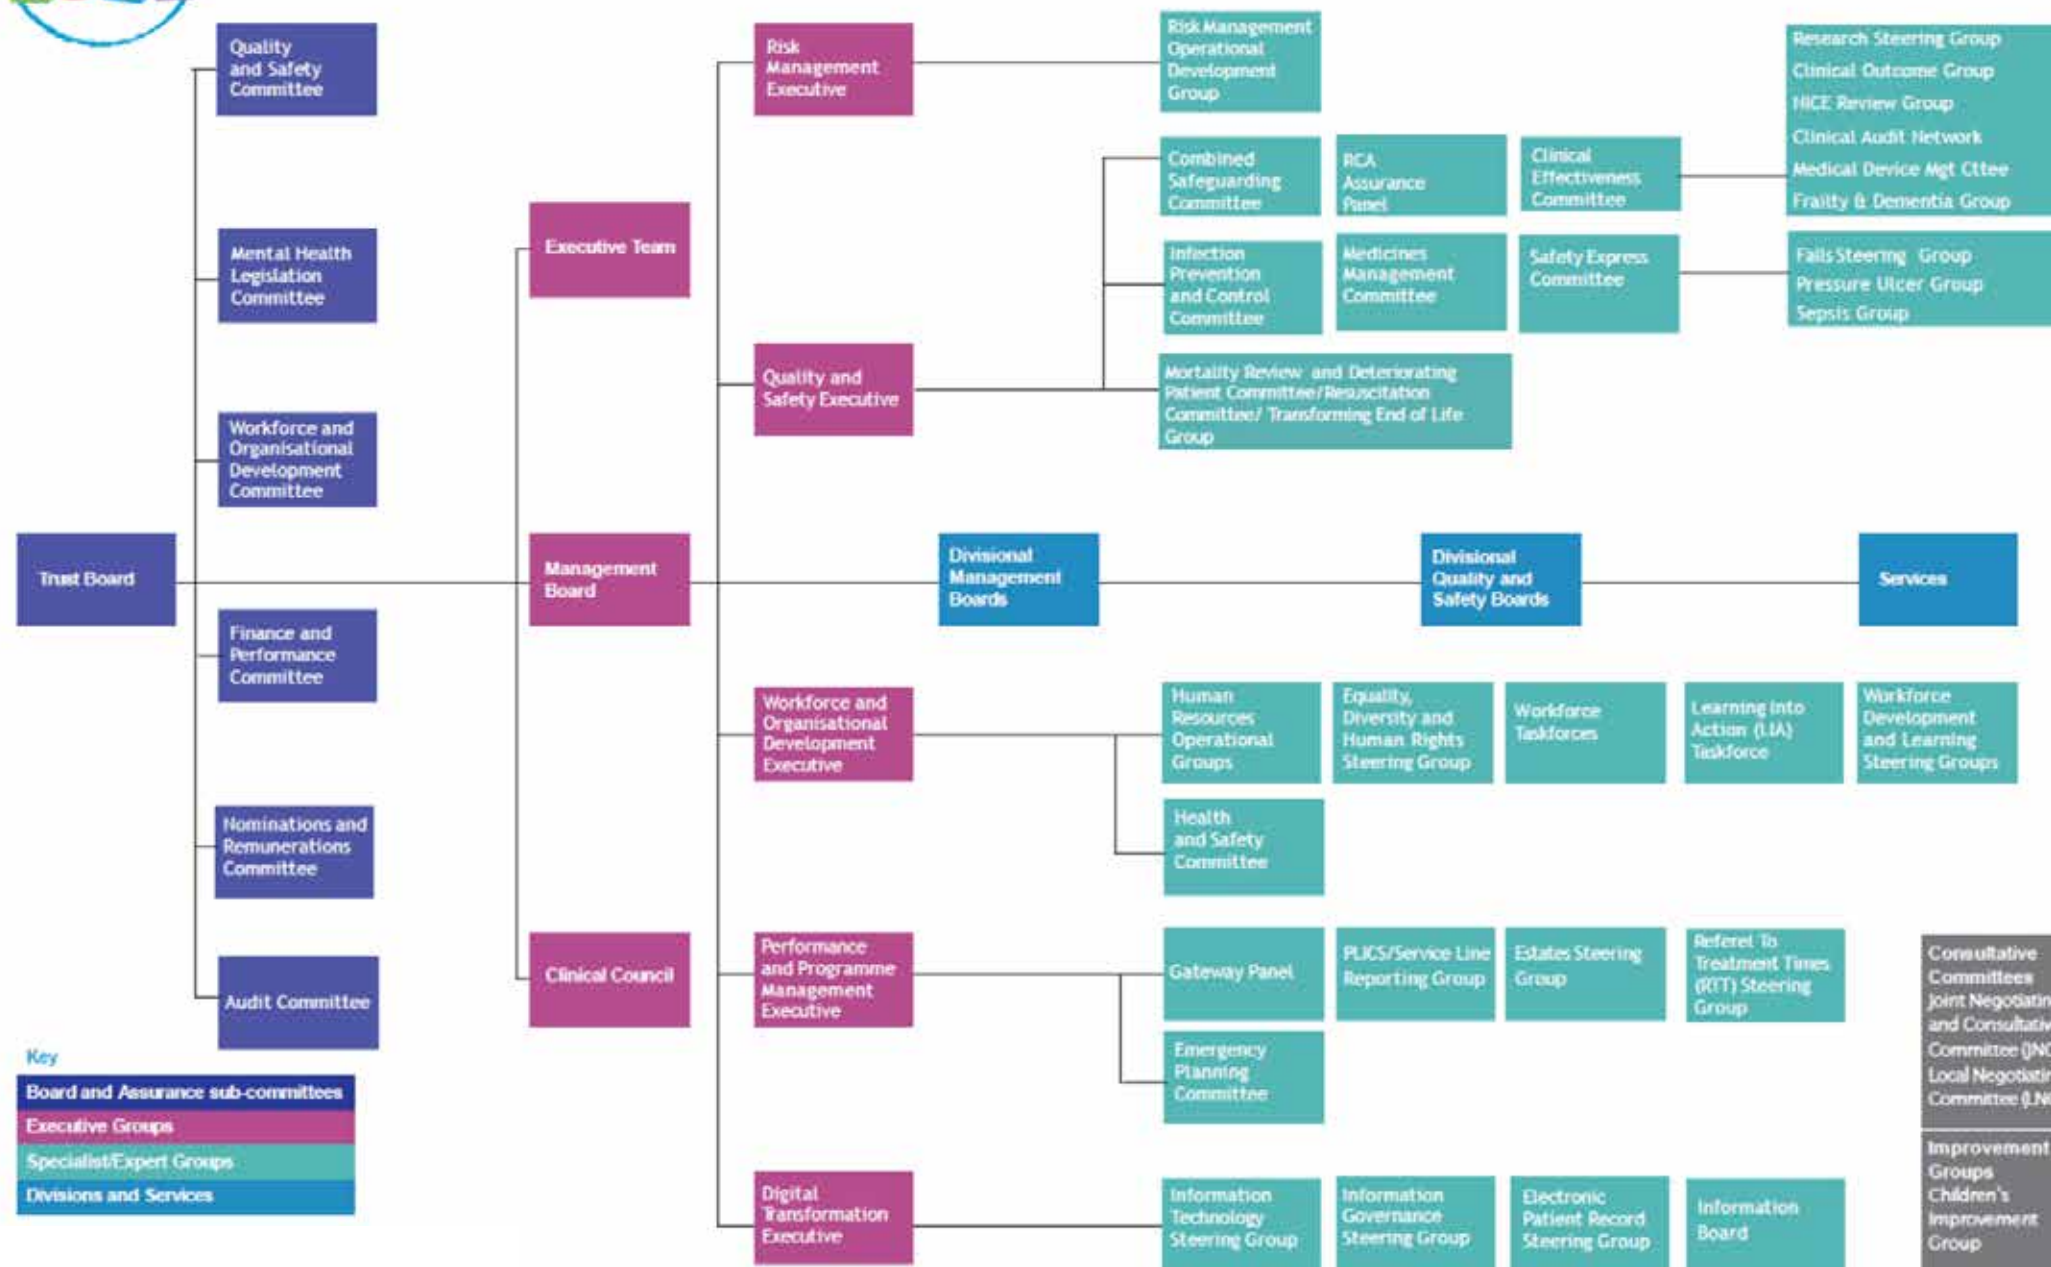 Quality
and Safety
Committee
Mental Health
Legislation
Committee
Workforce and
Organisational
Development
Committee
Trust Board
Finance and
Performance
Committee
Nominations and
Remunerations
Committee
Audit Committee
Key
Board and Assurance sub-committees
Executive Groups
Specialist/Expert Groups
Divisions and Services
Executive Team
Management
Board
Clinical Council
Risk
Management
Executive
Quality and
Safety Executive
Workforce and
Organisational
Development
Executive
Performance
and Programme
Management
Executive
Digital
Transformation
Executive
Risk Management
Operational
Development
Group
Combined
Safeguarding
Committee
RCA
Assurance
Panel
Clinical
Effectiveness
Committee
Research Steering Group
Clinical Outcome Group
NICE Review Group
Clinical Audit Network
Medical Device Mgt Cttee
Frailty & Dementia Group
Infection
Prevention
and Control
Committee
Medicines
Management
Committee
Safety Express
Committee
Falls Steering Group
Pressure Ulcer Group
Sepsis Group
Mortality Review and Deteriorating
Patient Committee/Resuscitation
Committee/ Transforming End of Life
Group
Divisional
Management
Boards
Divisional
Quality and
Safety Boards
Services
Human
Resources
Operational
Groups
Equality,
Diversity and
Human Rights
Steering Group
Workforce
Taskforces
Learning into
Action (LIA)
Taskforce
Workforce
Development
and Learning
Steering Groups
Health
and Safety
Committee
Gateway Panel
PLICS/Service Line
Reporting Group
Estates Steering
Group
Referel To
Treatment Times
(RTT) Steering
Group
Emergency
Planning
Committee
Information
Technology
Steering Group
Information
Governance
Steering Group
Electronic
Patient Record
Steering Group
Information
Board
Consultative
Committees
Joint
and
Committee
Local
Committee
Improvement
Groups
Children's
Improvement
Group